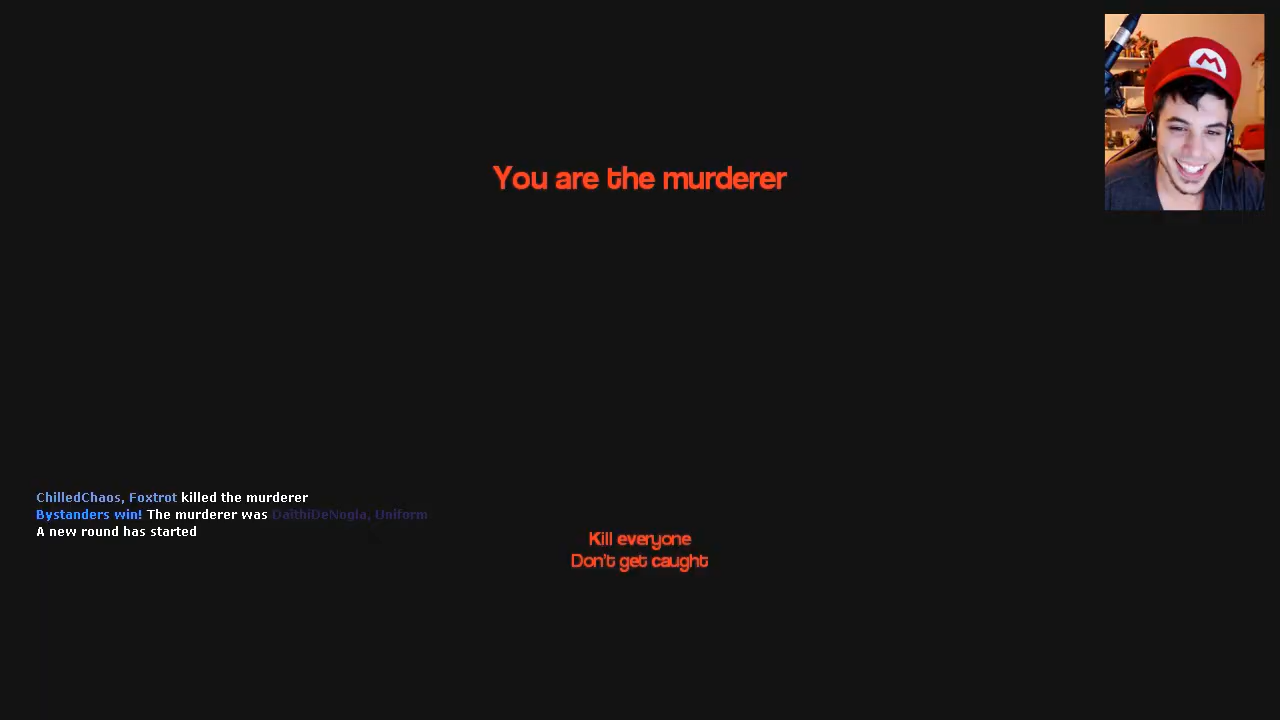 You are the murderer
ChilledChaos, Foxtrot killed the murderer
Bystanders win! The murderer was DaithiDeNogla, Uniform
A new round has started
Kill everyone
Don't get caught
M